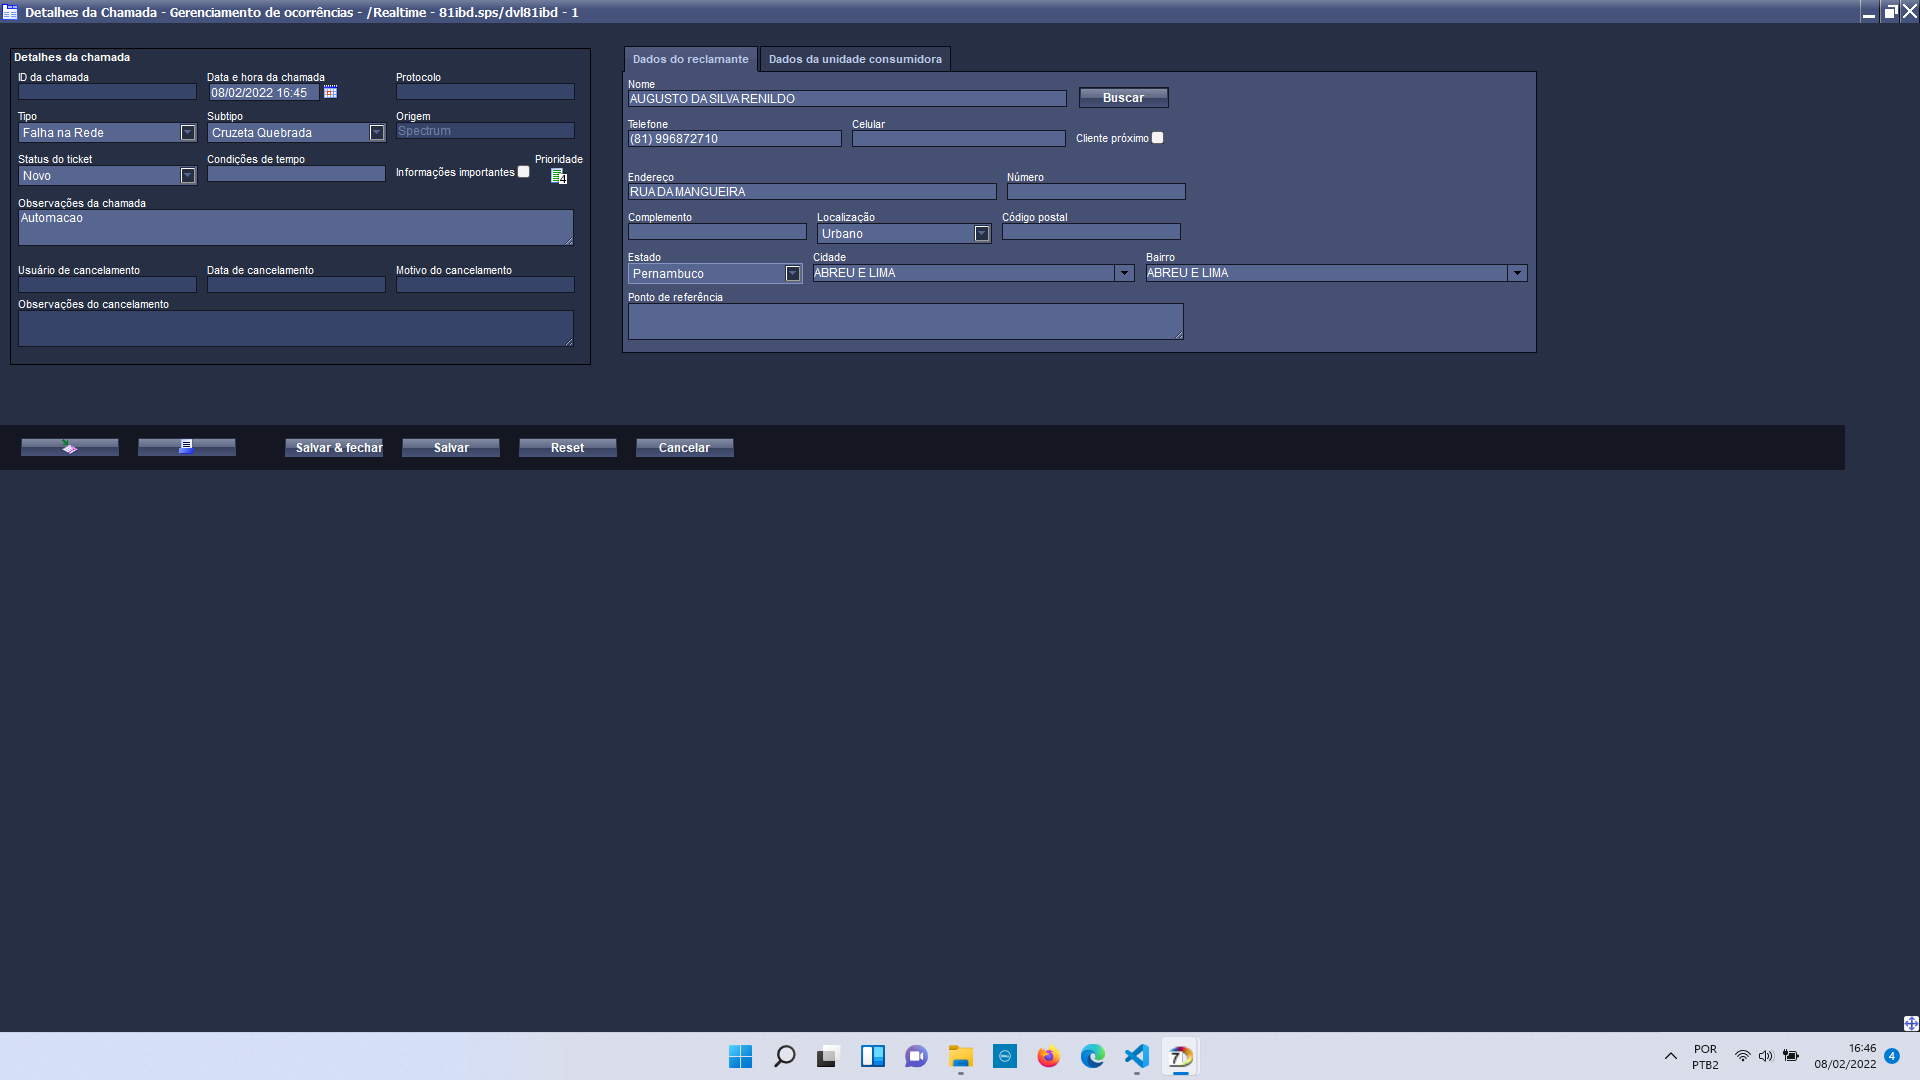 Detalhes da Chamada - Gerenciamento de ocorrências - /Realtime - 81ibd.sps/dvl81ibd - 1
Detalhes da chamada
ID da chamada
Data e hora da chamada
Protocolo
08/02/2022 16:45
Tipo
Subtipo
Origem
Falha na Rede
Cruzeta Quebrada
Spectrum
Status do ticket
Condições de tempo
Informações importantes
Prioridade
Novo
4
Observações da chamada
Automacao
Usuário de cancelamento
Data de cancelamento
Motivo do cancelamento
Observações do cancelamento
Dados do reclamante
Dados da unidade consumidora
Nome
AUGUSTO DA SILVA RENILDO
Buscar
Telefone
Celular
(81) 996872710
Cliente próximo
Endereço
Número
RUA DA MANGUEIRA
Complemento
Localização
Código postal
Urbano
Estado
Cidade
Bairro
Pernambuco
ABREU E LIMA
ABREU E LIMA
Ponto de referência
Salvar & fechar
Salvar
Reset
Cancelar
DELL
7
POR
PTB2
16:46
08/02/2022
4